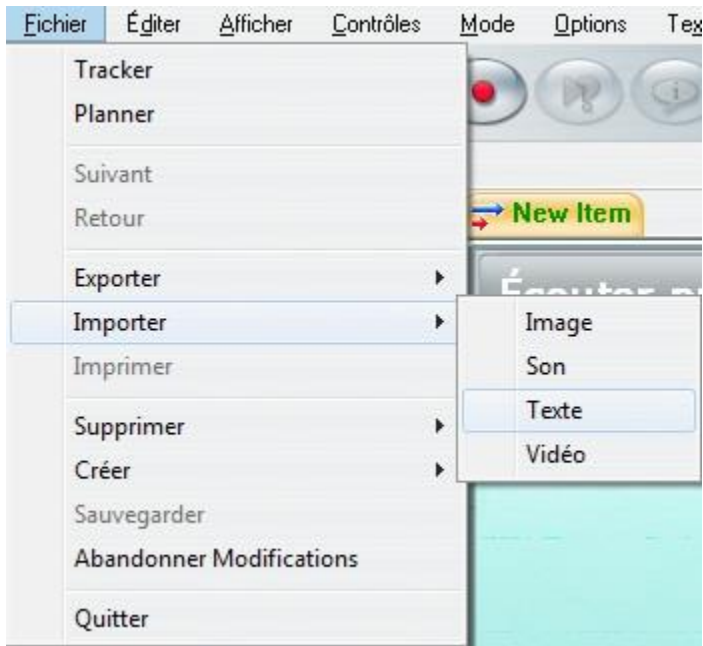 Fichier Éditer Afficher Contrôles Mode Options
Tracker
Planner
Suivant
Retour
New Item
Exporter
Importer
Imprimer
Supprimer
Créer
Sauvegarder
Abandonner Modifications
Quitter
Écouter
Image
Son
Texte
Vidéo